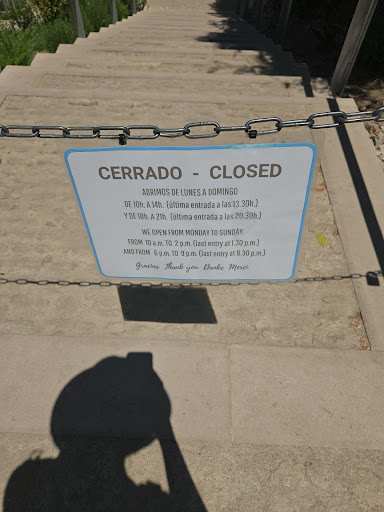 CERRADO - CLOSED
ABRIMOS DE LUNES A DOMINGO
DE 10h. A 14h. (última entrada a las 13.30h.)
Y DE 18h. A 21h. (última entrada a las 20.30h.)
WE OPEN FROM MONDAY TO SUNDAY
FROM 10 a.m. TO 2 p.m. (last entry at 1.30 p.m.)
AND FROM 6 p.m. TO 9 p.m. (last entry at 8.30 p.m.)
Gracias Thank you Danke Merci